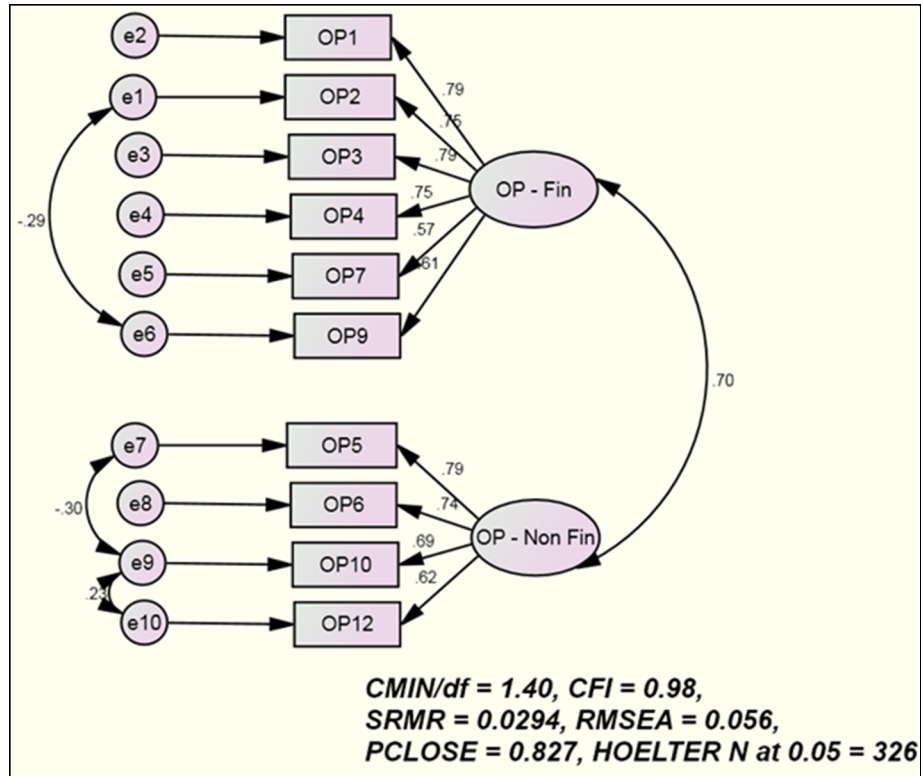 e2 OP1
.79
e1 OP2
.75
e3 OP3
.79
OP - Fin
e4 OP4
.75
-.29
.57
e5 OP7
.61
e6 OP9
.70
e7 OP5
.79
-.30
e8 OP6
.74
OP - Non Fin
e9 OP10
.69
.23
.62
e10 OP12
CMIN/df = 1.40, CFI = 0.98,
SRMR = 0.0294, RMSEA = 0.056,
PCLOSE = 0.827, HOELTER N at 0.05 = 326